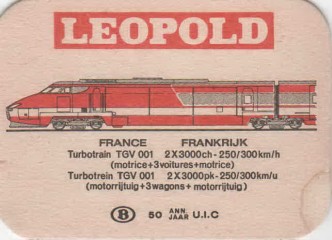 LEOPOLD
FRANCE FRANKRIJK
Turbotrain TGV 001 2X3000ch-250/300km/h
(motrice+3voitures+motrice)
Turbotrein TGV 001 2X3000pk-250/300km/u
(motorrijtuig+3wagons+motorrijtuig)
B 50 ANN JAAR U.I.C